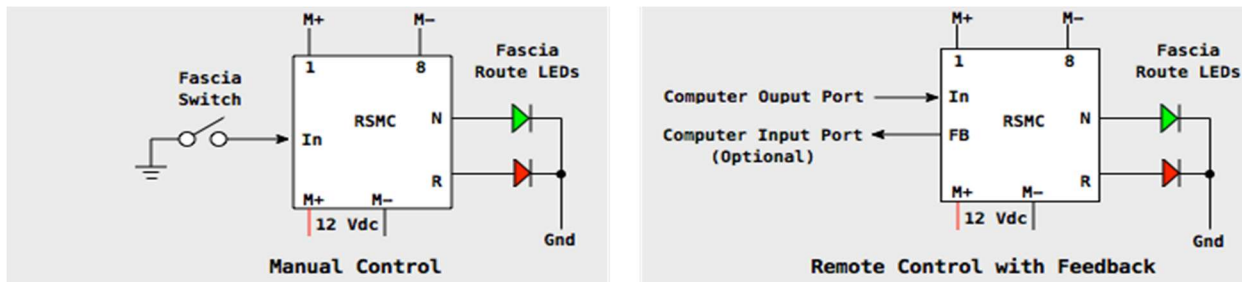 M+ M-
Fascia
Route LEDs
1 8
Fascia
Switch
N
RSMC
In
R
M+ M-
12 Vdc
Gnd
Manual Control
M+ M-
Fascia
Route LEDs
1 8
Computer Ouput Port
In
N
RSMC
Computer Input Port
FB
(Optional)
R
M+ M-
12 Vdc
Gnd
Remote Control with Feedback